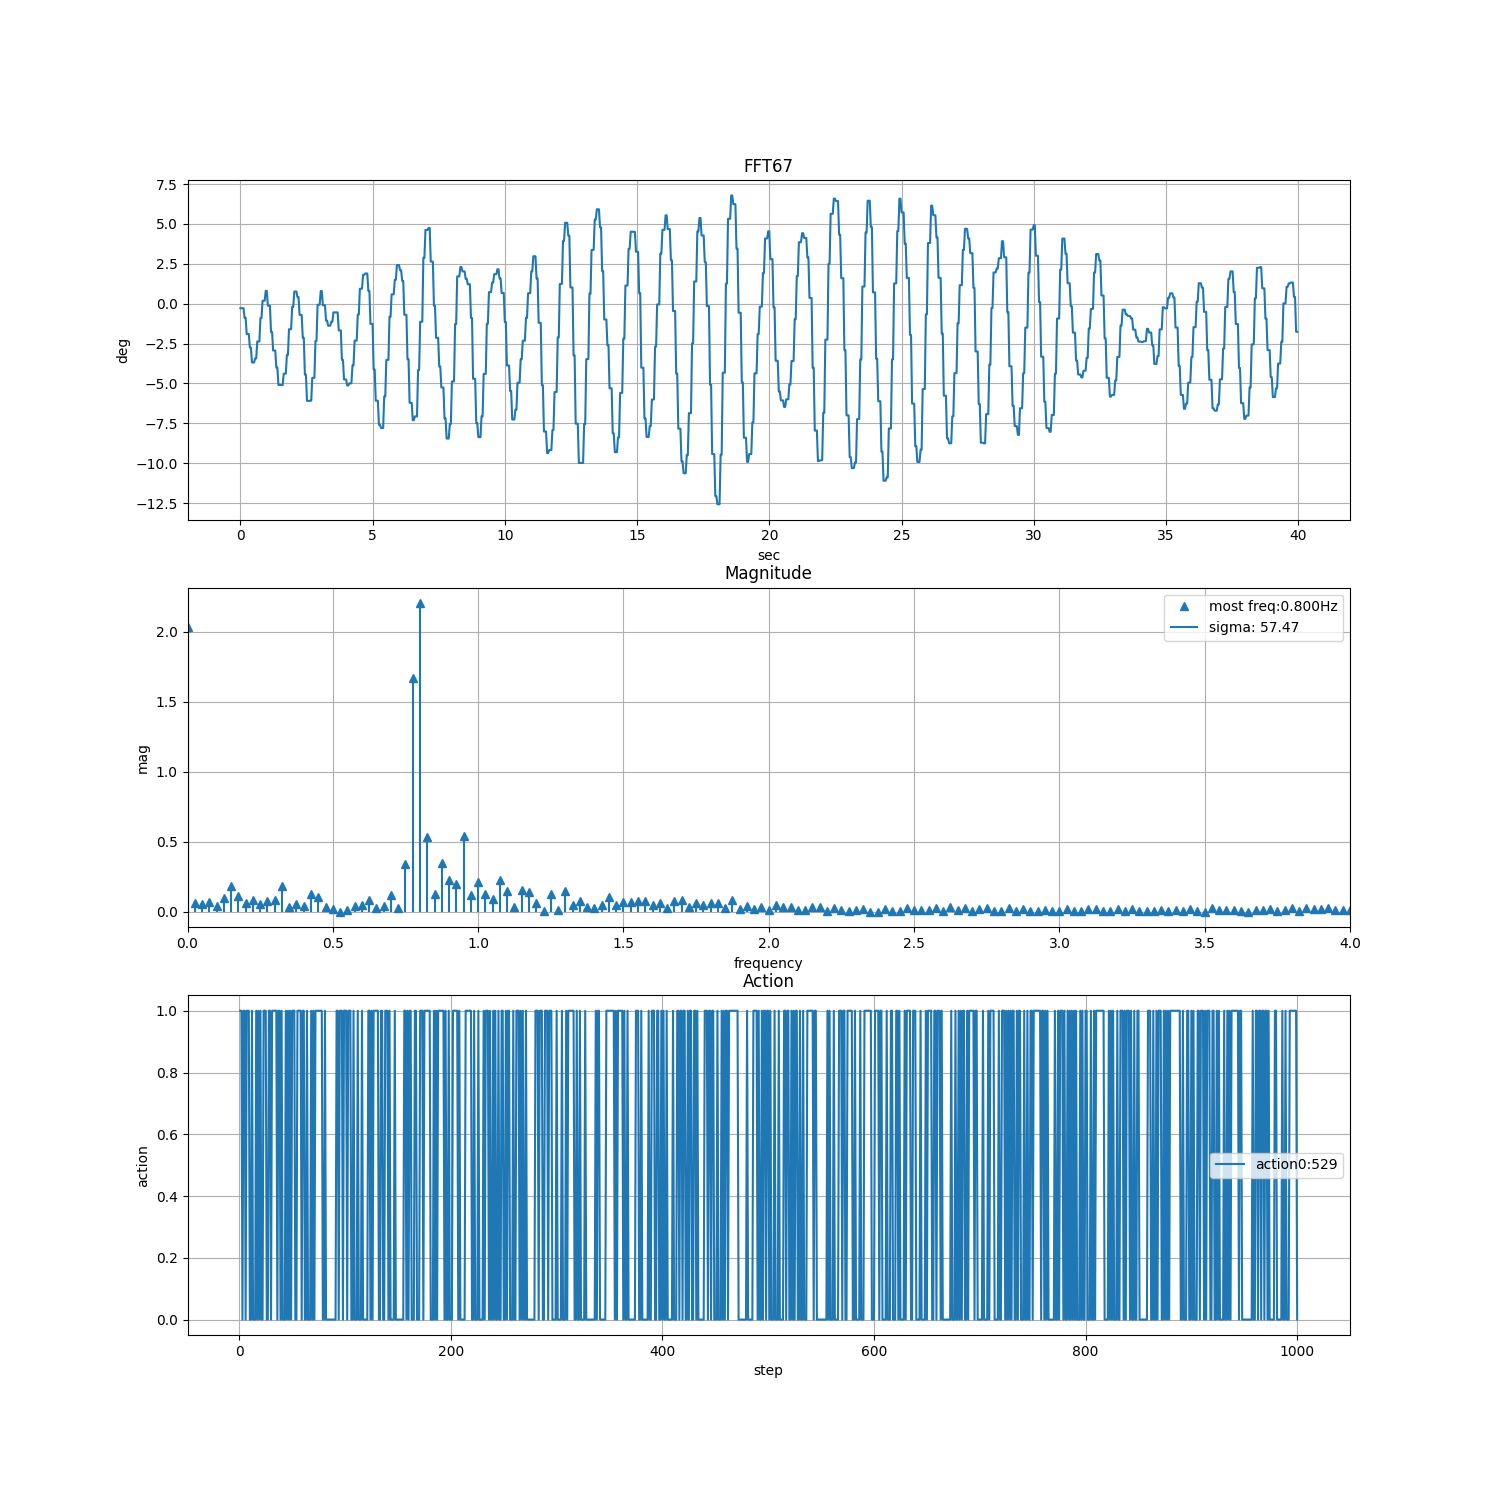 FFT67
7.5
5.0
2.5
0.0
−2.5
−5.0
−7.5
−10.0
−12.5
deg
0 5 10 15 20 25 30 35 40
sec
Magnitude
most freq:0.800Hz
sigma: 57.47
2.0
1.5
1.0
0.5
0.0
mag
0.0 0.5 1.0 1.5 2.0 2.5 3.0 3.5 4.0
frequency
Action
1.0
0.8
0.6
0.4
0.2
0.0
action
action0:529
0 200 400 600 800 1000
step